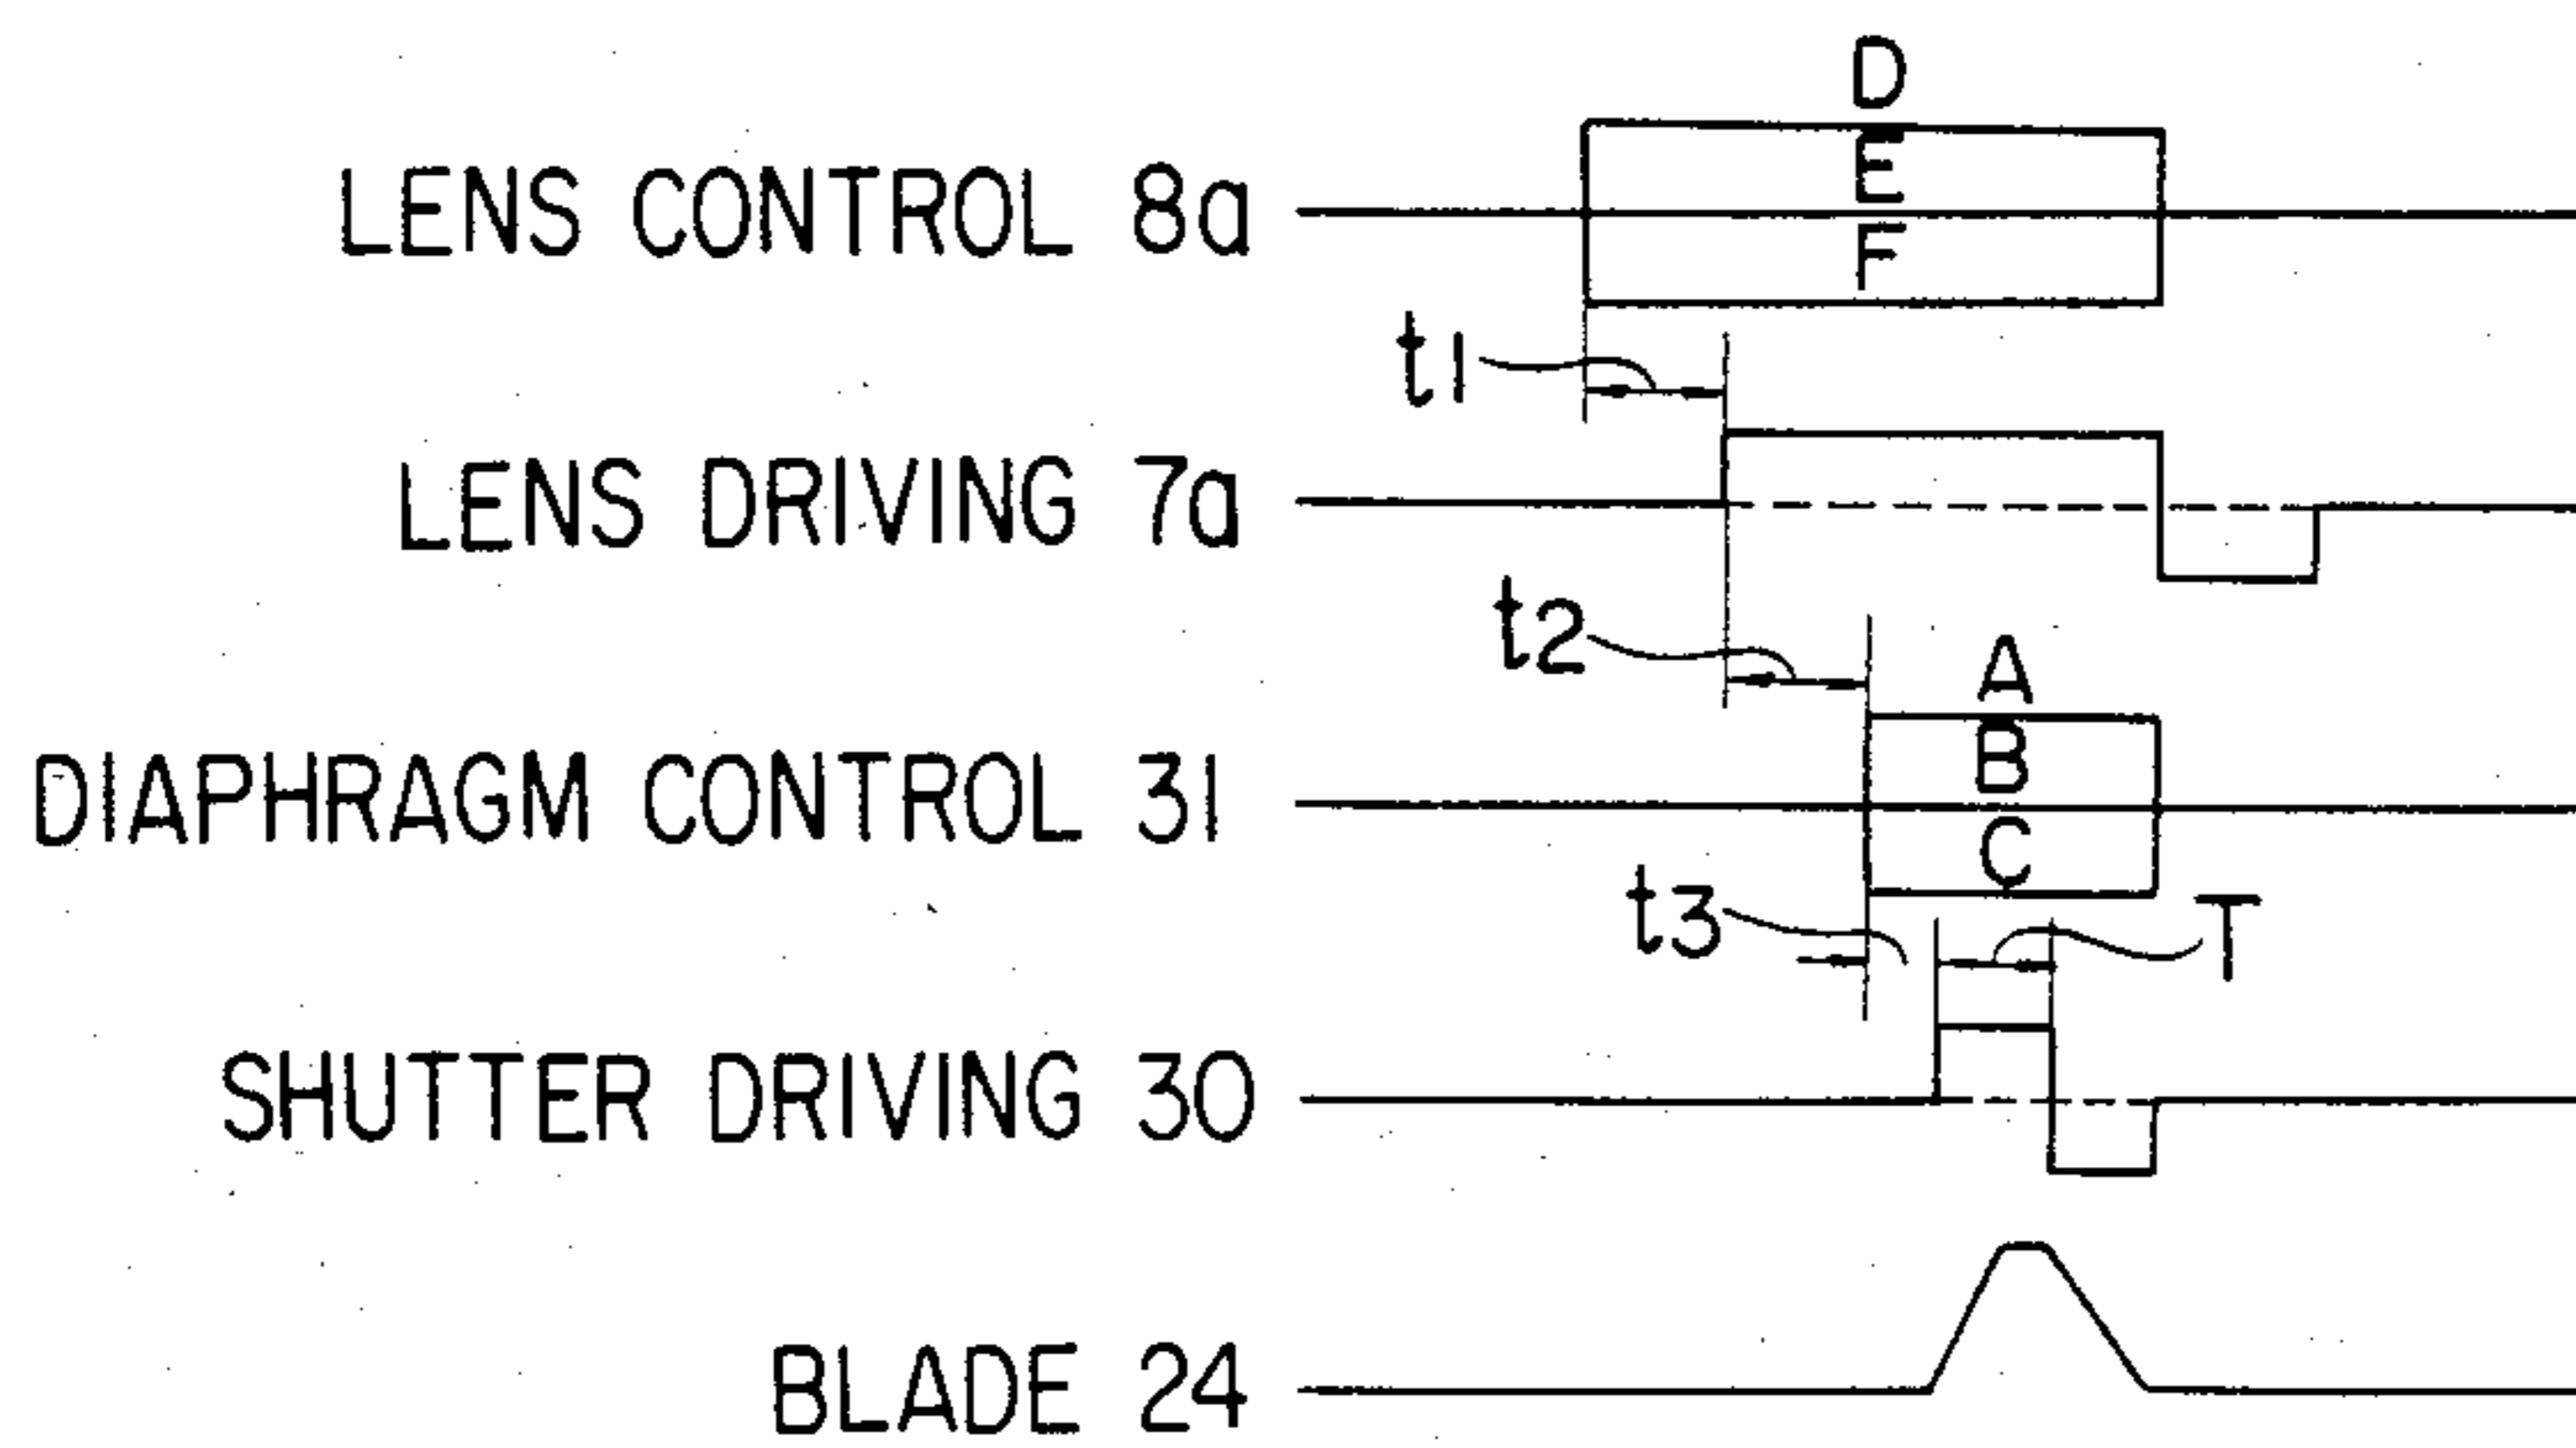 D
LENS CONTROL 8a
E
F
t1
LENS DRIVING 7a
t2
A
DIAPHRAGM CONTROL 31
B
C
t3
T
SHUTTER DRIVING 30
BLADE 24